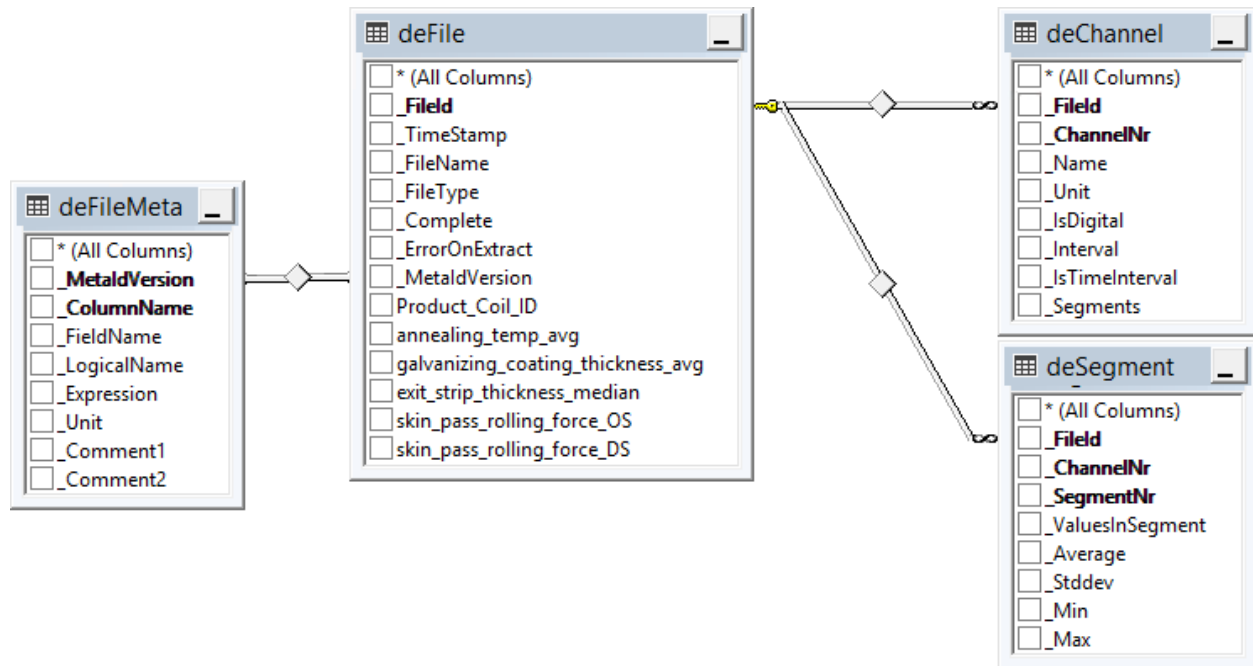 deFile
* (All Columns)
_FileId
_TimeStamp
_FileName
_FileType
_Complete
_ErrorOnExtract
_MetaIdVersion
Product_Coil_ID
annealing_temp_avg
galvanizing_coating_thickness_avg
exit_strip_thickness_median
skin_pass_rolling_force_OS
skin_pass_rolling_force_DS
deChannel
* (All Columns)
_FileId
_ChannelNr
_Name
_Unit
_IsDigital
_Interval
_IsTimeInterval
_Segments
deFileMeta
* (All Columns)
_MetaIdVersion
_ColumnName
_FieldName
_LogicalName
_Expression
_Unit
_Comment1
_Comment2
deSegment
* (All Columns)
_FileId
_ChannelNr
_SegmentNr
_ValuesInSegment
_Average
_Stddev
_Min
_Max